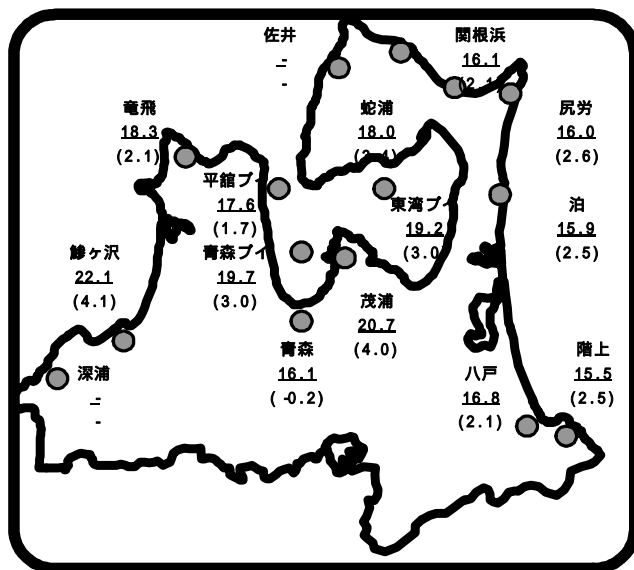 佐井
-
-
関根浜
16.1
竜飛
18.3
(2.1)
蛇浦
18.0
尻労
16.0
(2.6)
平舘ブイ
17.6
(1.7)
東湾ブイ
19.2
(3.0
泊
15.9
(2.5)
鰺ヶ沢
22.1
(4.1)
青森ブイ
19.7
(3.0)
茂浦
20.7
(4.0)
深浦
-
-
青森
16.1
( -0.2)
八戸
16.8
(2.1)
階上
15.5
(2.5)